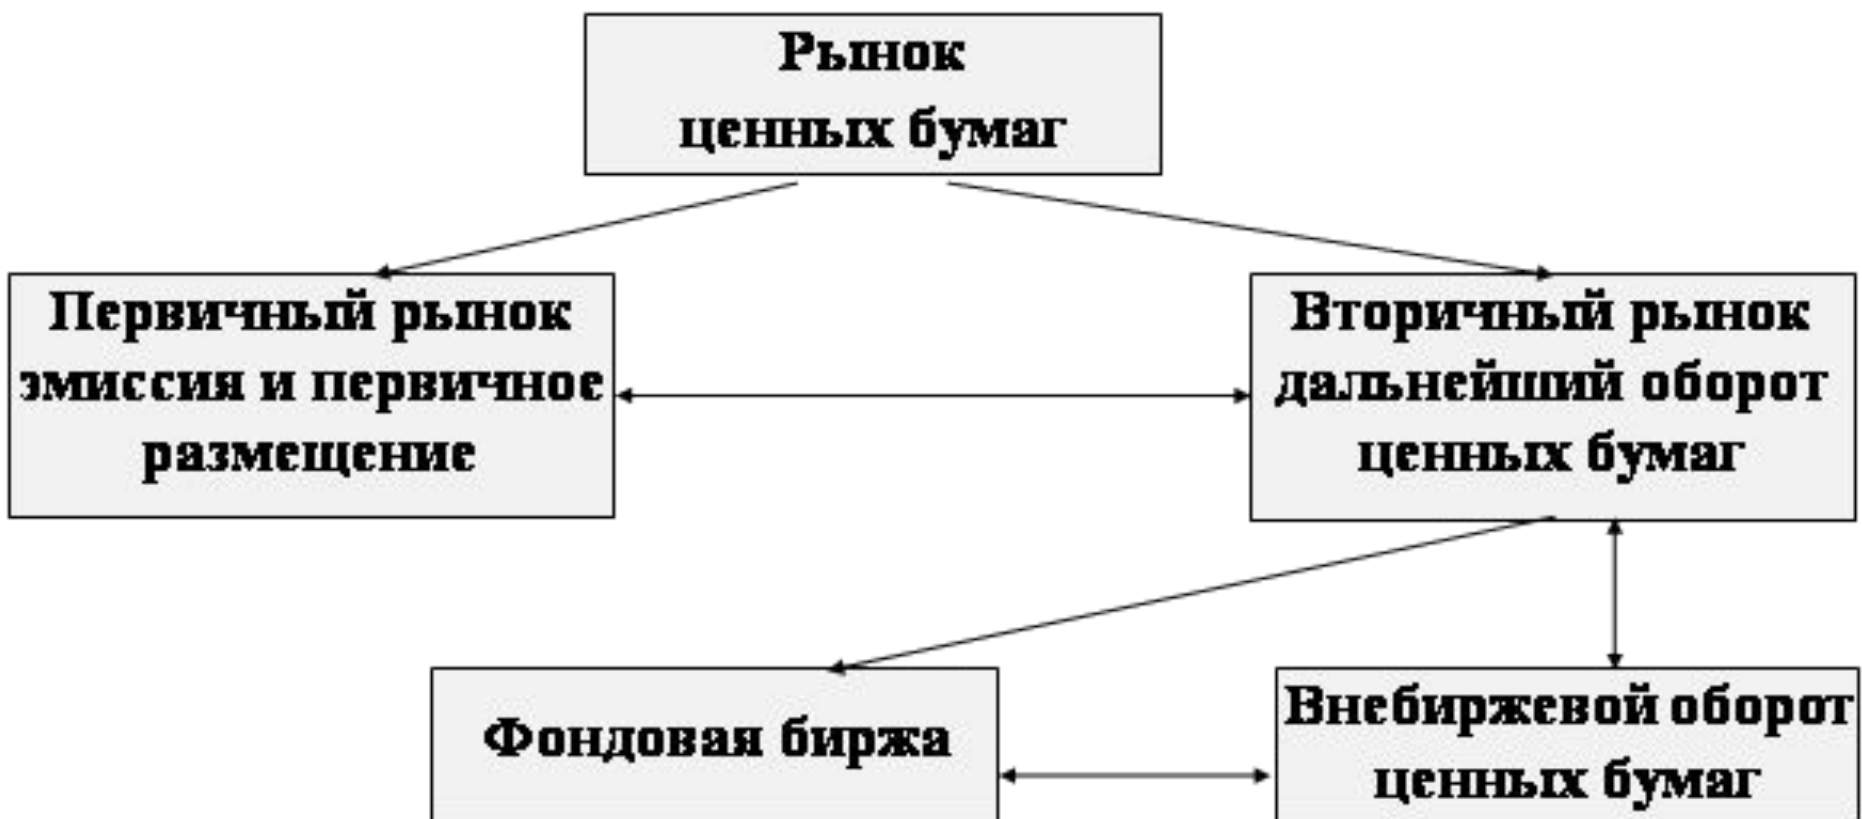 Рынок
ценных бумаг
Первичный рынок
эмиссия и первичное
размещение
Вторичный рынок
дальнейший оборот
ценных бумаг
Фондовая биржа
Внебиржевой оборот
ценных бумаг